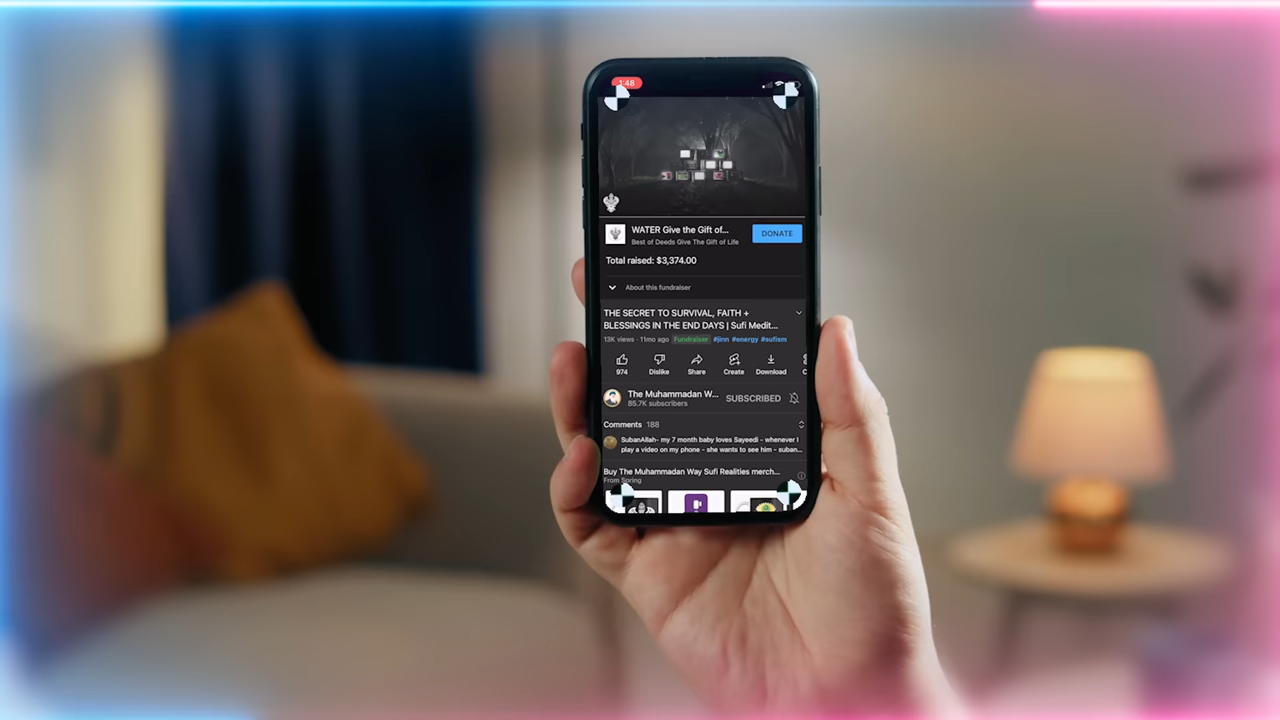 1:48
WATER Give the Gift of...
Best of Deeds Give The Gift of Life
DONATE
Total raised: $3,374.00
About this fundraiser
THE SECRET TO SURVIVAL, FAITH +
BLESSINGS IN THE END DAYS | Sufi Medit...
13K views · 11mo ago Fundraiser #jinn #energy #sufism
974 Dislike Share Create Download
The Muhammadan W... SUBSCRIBED
85.7K subscribers
Comments 188
SubanAllah- my 7 month baby loves Sayeedi - whenever I
play a video on my phone - she wants to see him - suban...
Buy The Muhammadan Way Sufi Realities merch...
From Spring